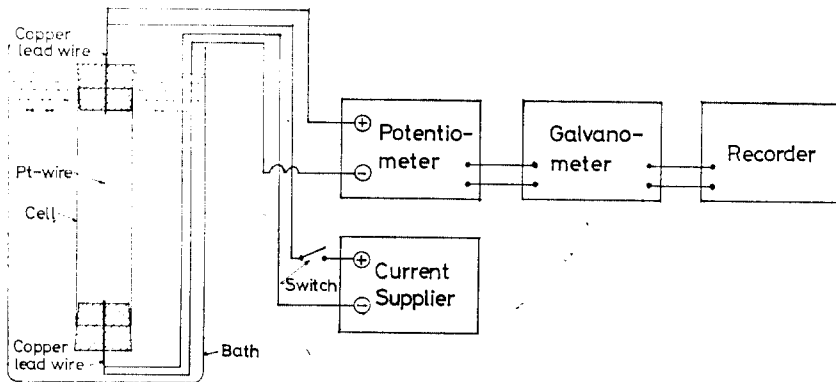 Copper
lead wire
Pt-wire
Cell
Copper
lead wire
Bath
Switch
+
Potentio-
meter
−
Galvano-
meter
Recorder
+
Current
Supplier
−